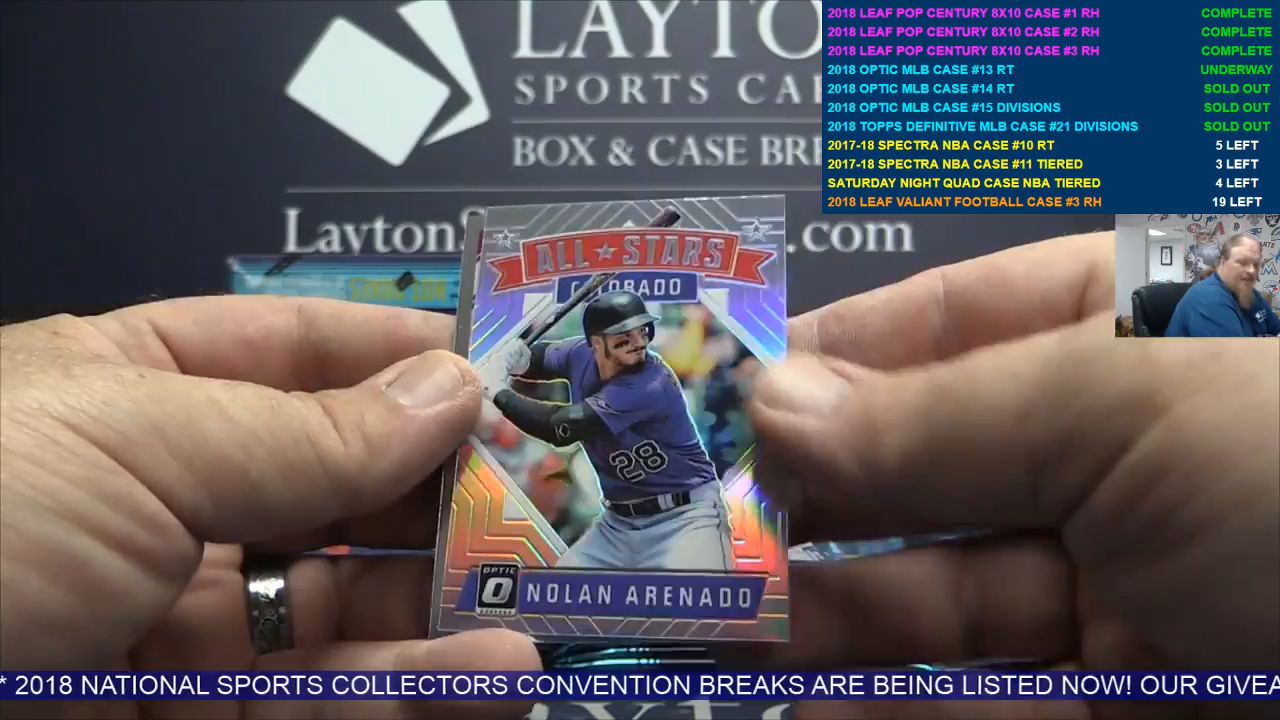 LAYTO
SPORTS CA
BOX & CASE BRE
Layton
.com
2018 LEAF POP CENTURY 8X10 CASE #1 RH COMPLETE
2018 LEAF POP CENTURY 8X10 CASE #2 RH COMPLETE
2018 LEAF POP CENTURY 8X10 CASE #3 RH COMPLETE
2018 OPTIC MLB CASE #13 RT UNDERWAY
2018 OPTIC MLB CASE #14 RT SOLD OUT
2018 OPTIC MLB CASE #15 DIVISIONS SOLD OUT
2018 TOPPS DEFINITIVE MLB CASE #21 DIVISIONS SOLD OUT
2017-18 SPECTRA NBA CASE #10 RT 5 LEFT
2017-18 SPECTRA NBA CASE #11 TIERED 3 LEFT
SATURDAY NIGHT QUAD CASE NBA TIERED 4 LEFT
2018 LEAF VALIANT FOOTBALL CASE #3 RH 19 LEFT
ALL★STARS
COLORADO
28
OPTIC
NOLAN ARENADO
* 2018 NATIONAL SPORTS COLLECTORS CONVENTION BREAKS ARE BEING LISTED NOW! OUR GIVEA